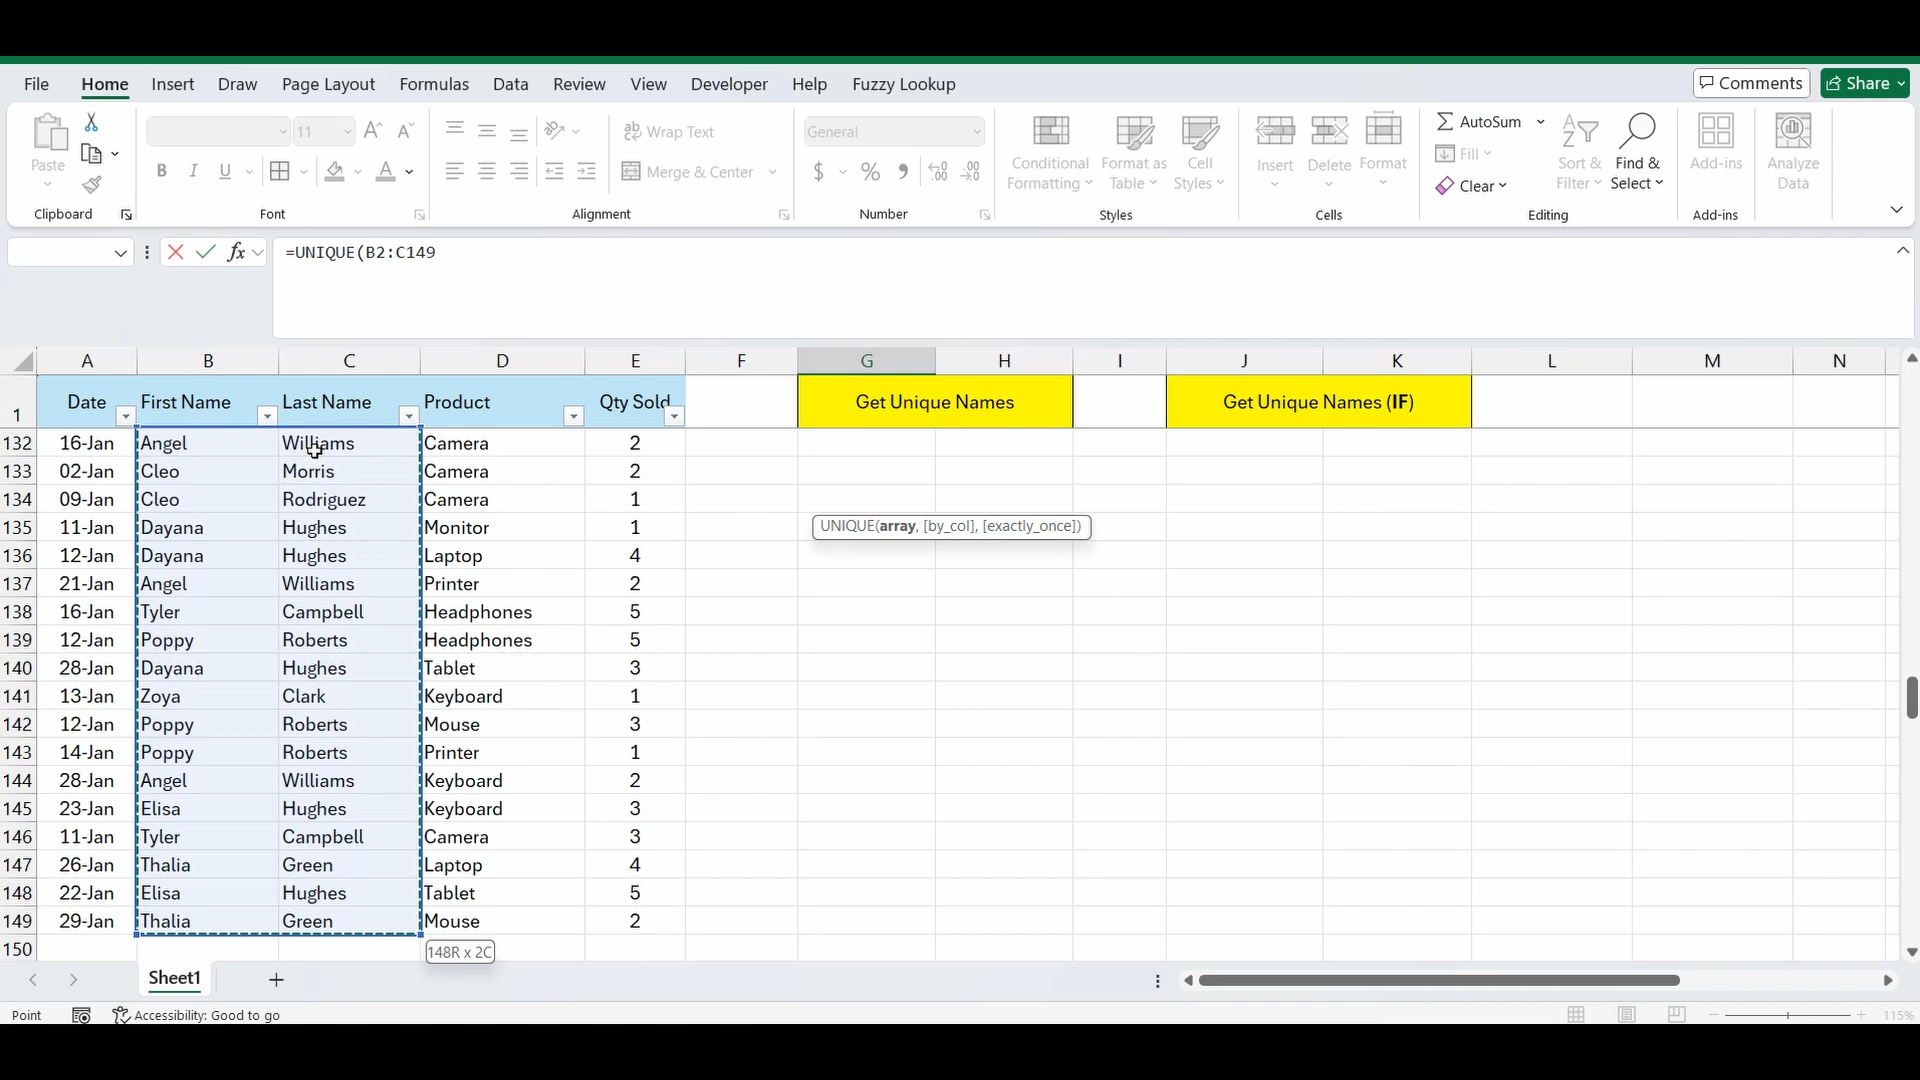 File Home Insert Draw Page Layout Formulas Data Review View Developer Help Fuzzy Lookup Comments Share
Paste 11 ab Wrap Text General Conditional Formatting Format as Table Cell Styles Insert Delete Format AutoSum Fill Clear Sort & Filter Find & Select Add-ins Analyze Data
B I U A Merge & Center $ % , .00
Clipboard Font Alignment Number Styles Cells Editing Add-ins
fx =UNIQUE(B2:C149
A B C D E F G H I J K L M N
1 Date First Name Last Name Product Qty Sold Get Unique Names Get Unique Names (IF)
132 16-Jan Angel Williams Camera 2
133 02-Jan Cleo Morris Camera 2
134 09-Jan Cleo Rodriguez Camera 1
135 11-Jan Dayana Hughes Monitor 1
UNIQUE(array, [by_col], [exactly_once])
136 12-Jan Dayana Hughes Laptop 4
137 21-Jan Angel Williams Printer 2
138 16-Jan Tyler Campbell Headphones 5
139 12-Jan Poppy Roberts Headphones 5
140 28-Jan Dayana Hughes Tablet 3
141 13-Jan Zoya Clark Keyboard 1
142 12-Jan Poppy Roberts Mouse 3
143 14-Jan Poppy Roberts Printer 1
144 28-Jan Angel Williams Keyboard 2
145 23-Jan Elisa Hughes Keyboard 3
146 11-Jan Tyler Campbell Camera 3
147 26-Jan Thalia Green Laptop 4
148 22-Jan Elisa Hughes Tablet 5
149 29-Jan Thalia Green Mouse 2
150
148R x 2C
Sheet1
Point Accessibility: Good to go 115%